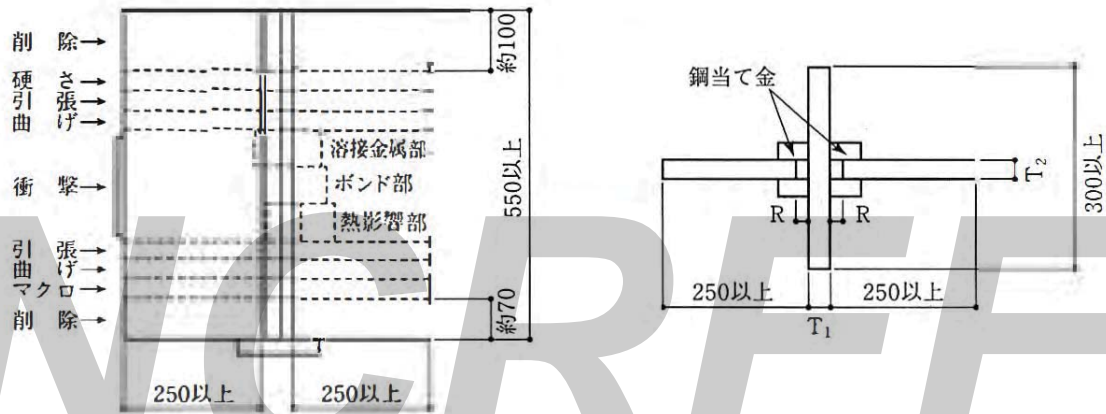 削除→
硬さ→
引張→
曲げ→
衝撃→
引張→
曲げ→
マクロ→
削除→
溶接金属部
ボンド部
熱影響部
約100
550以上
約70
250以上
250以上
鋼当て金
R
R
T₂
300以上
250以上
250以上
T₁
NCREE